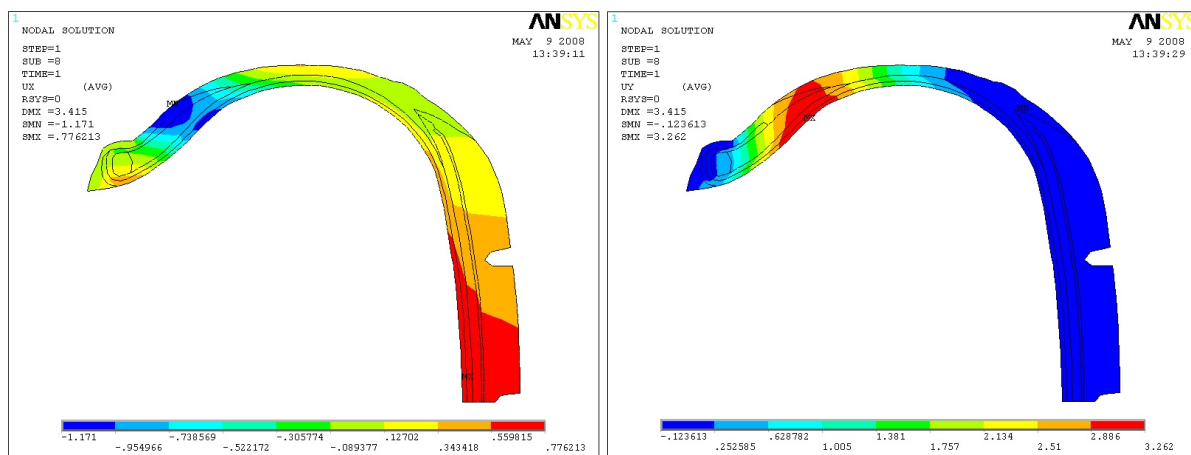 1
ANSYS
NODAL SOLUTION
MAY 9 2008
13:39:11
STEP=1
SUB =8
TIME=1
UX (AVG)
RSYS=0
DMX =3.415
SMN =-1.171
SMX =.776213
MX
-1.171
-.954966
-.738569
-.522172
-.305774
-.089377
.12702
.343418
.559815
.776213
1
ANSYS
NODAL SOLUTION
MAY 9 2008
13:39:29
STEP=1
SUB =8
TIME=1
UY (AVG)
RSYS=0
DMX =3.415
SMN =-.123613
SMX =3.262
MX
-.123613
.252585
.628782
1.005
1.381
1.757
2.134
2.51
2.886
3.262